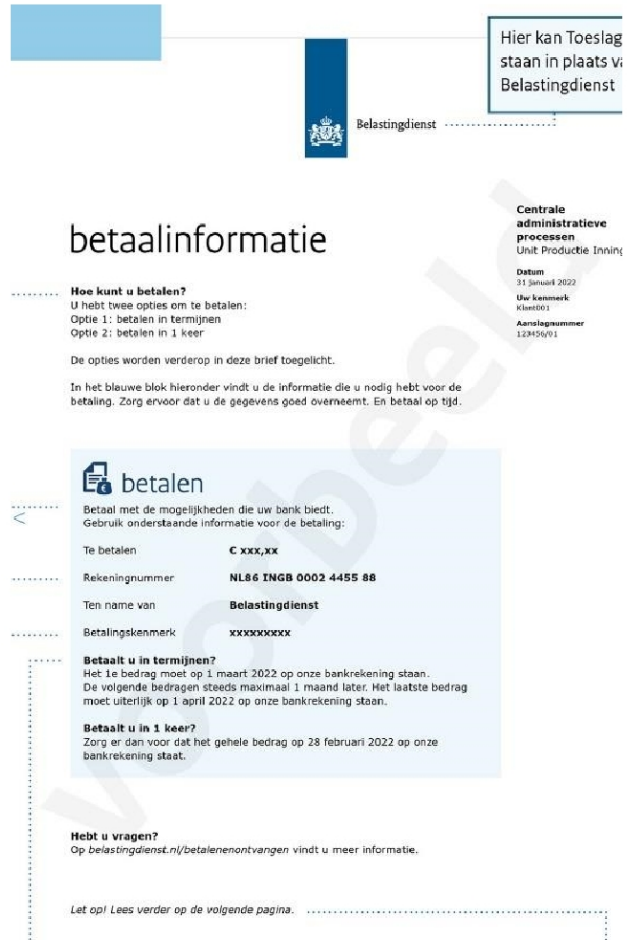 Hier kan Toeslag
staan in plaats va
Belastingdienst
Belastingdienst
betaalinformatie
Centrale
administratieve
processen
Unit Productie Inning
Datum
31 januari 2022
Uw kenmerk
Klant001
Aanslagnummer
123456/01
Hoe kunt u betalen?
U hebt twee opties om te betalen:
Optie 1: betalen in termijnen
Optie 2: betalen in 1 keer
De opties worden verderop in deze brief toegelicht.
In het blauwe blok hieronder vindt u de informatie die u nodig hebt voor de
betaling. Zorg ervoor dat u de gegevens goed overneemt. En betaal op tijd.
betalen
Betaal met de mogelijkheden die uw bank biedt.
Gebruik onderstaande informatie voor de betaling:
Te betalen C xxx,xx
Rekeningnummer NL86 INGB 0002 4455 88
Ten name van Belastingdienst
Betalingskenmerk xxxxxxxxx
Betaalt u in termijnen?
Het 1e bedrag moet op 1 maart 2022 op onze bankrekening staan.
De volgende bedragen steeds maximaal 1 maand later. Het laatste bedrag
moet uiterlijk op 1 april 2022 op onze bankrekening staan.
Betaalt u in 1 keer?
Zorg er dan voor dat het gehele bedrag op 28 februari 2022 op onze
bankrekening staat.
Hebt u vragen?
Op belastingdienst.nl/betalenenontvangen vindt u meer informatie.
Let op! Lees verder op de volgende pagina.
voorbeeld